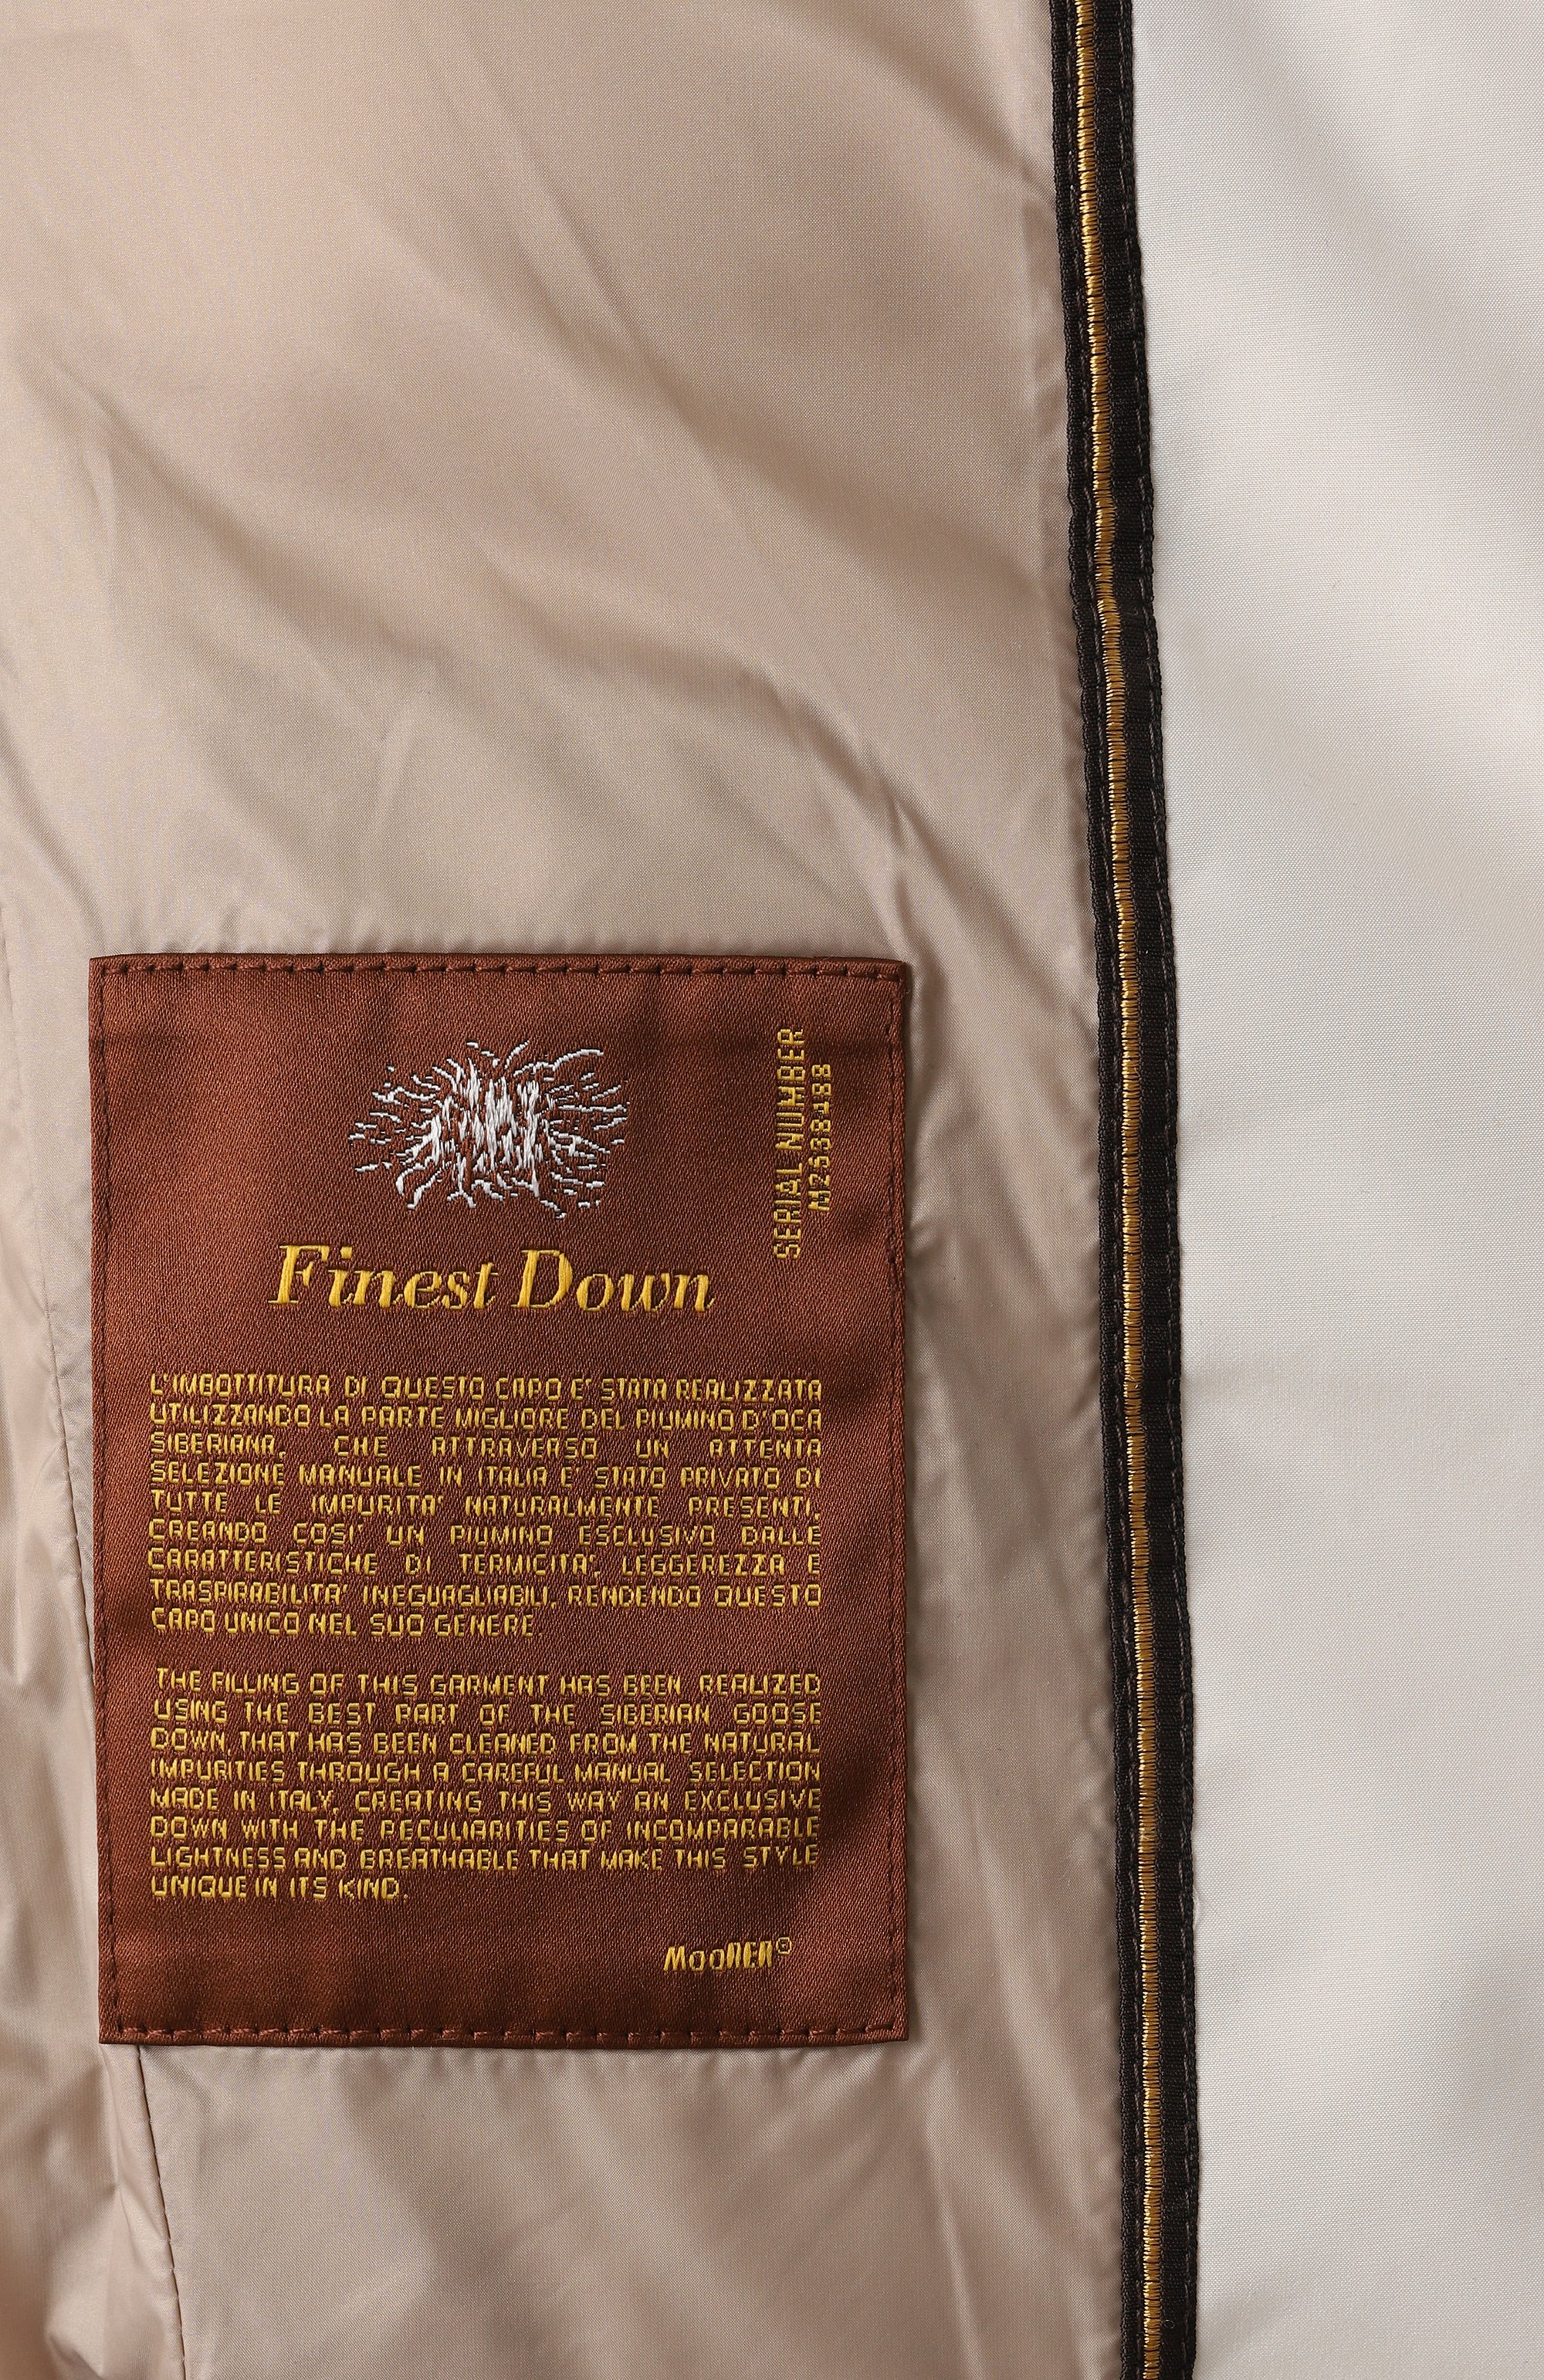 SERIAL NUMBER
M2638488
Finest Down
L'IMBOTTITURA DI QUESTO CAPO E' STATA REALIZZATA
UTILIZZANDO LA PARTE MIGLIORE DEL PIUMINO D'OCA
SIBERIANA, CHE ATTRAVERSO UN ATTENTA
SELEZIONE MANUALE IN ITALIA E' STATO PRIVATO DI
TUTTE LE IMPURITA' NATURALMENTE PRESENTI,
CREANDO COSI' UN PIUMINO ESCLUSIVO DALLE
CARATTERISTICHE DI TERMICITA', LEGGEREZZA E
TRASPIRABILITA' INEGUAGLIABILI, RENDENDO QUESTO
CAPO UNICO NEL SUO GENERE.
THE FILLING OF THIS GARMENT HAS BEEN REALIZED
USING THE BEST PART OF THE SIBERIAN GOOSE
DOWN, THAT HAS BEEN CLEANED FROM THE NATURAL
IMPURITIES THROUGH A CAREFUL MANUAL SELECTION
MADE IN ITALY, CREATING THIS WAY AN EXCLUSIVE
DOWN WITH THE PECULIARITIES OF INCOMPARABLE
LIGHTNESS AND BREATHABLE THAT MAKE THIS STYLE
UNIQUE IN ITS KIND.
MooRER©